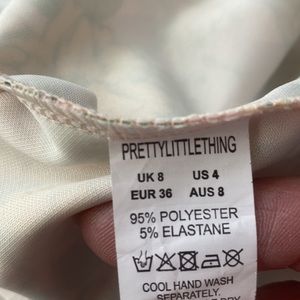 PRETTYLITTLETHING
UK 8 US 4
EUR 36 AUS 8
95% POLYESTER
5% ELASTANE
COOL HAND WASH
SEPARATELY.